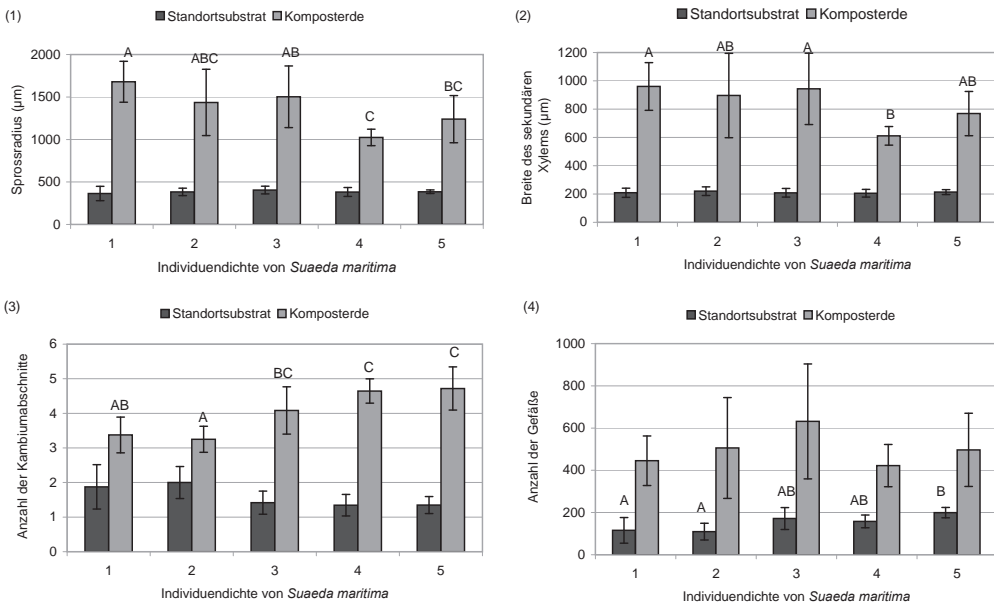 (1)
Standortsubstrat Komposterde
Sprossradius (µm)
2000
1500
1000
500
0
A
ABC
AB
C
BC
1 2 3 4 5
Individuendichte von Suaeda maritima
(2)
Standortsubstrat Komposterde
Breite des sekundären
Xylems (µm)
1200
1000
800
600
400
200
0
A
AB
A
B
AB
1 2 3 4 5
Individuendichte von Suaeda maritima
(3)
Standortsubstrat Komposterde
Anzahl der Kambiumabschnitte
6
5
4
3
2
1
0
AB
A
BC
C
C
1 2 3 4 5
Individuendichte von Suaeda maritima
(4)
Standortsubstrat Komposterde
Anzahl der Gefäße
1000
800
600
400
200
0
A
A
AB
AB
B
1 2 3 4 5
Individuendichte von Suaeda maritima